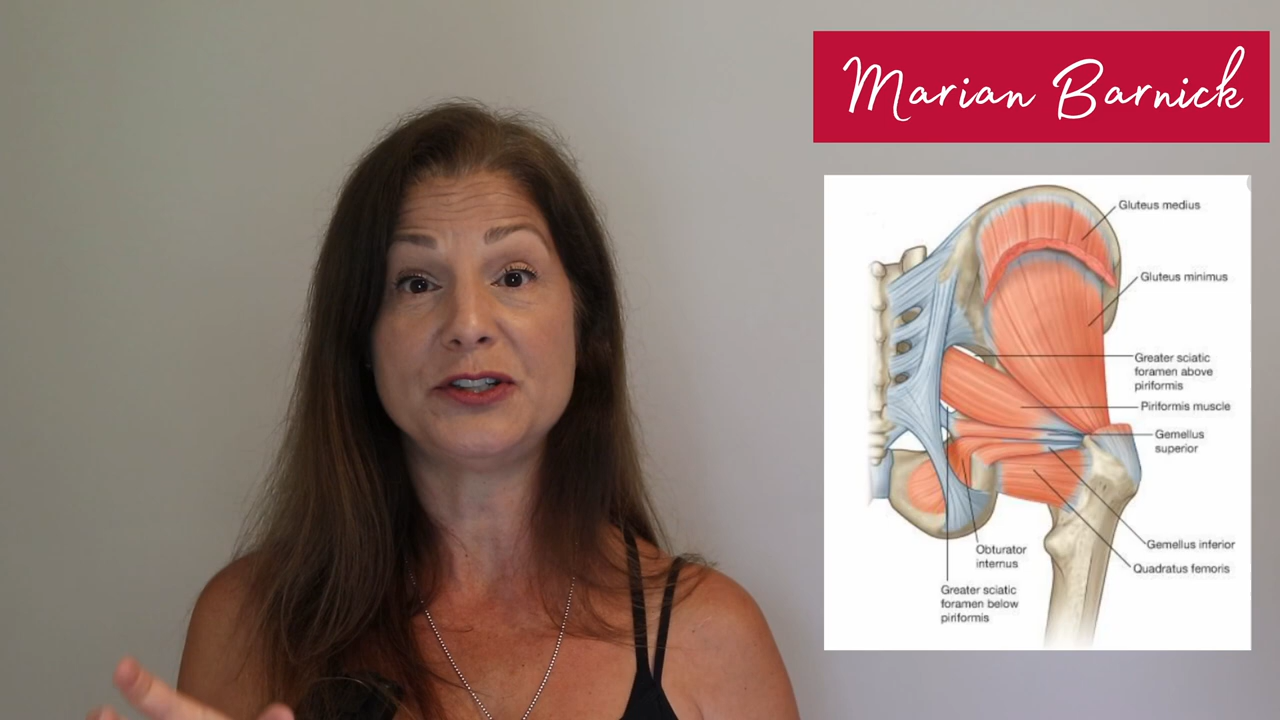 Marian Barnick
Gluteus medius
Gluteus minimus
Greater sciatic
foramen above
piriformis
Piriformis muscle
Gemellus
superior
Gemellus inferior
Quadratus femoris
Obturator
internus
Greater sciatic
foramen below
piriformis